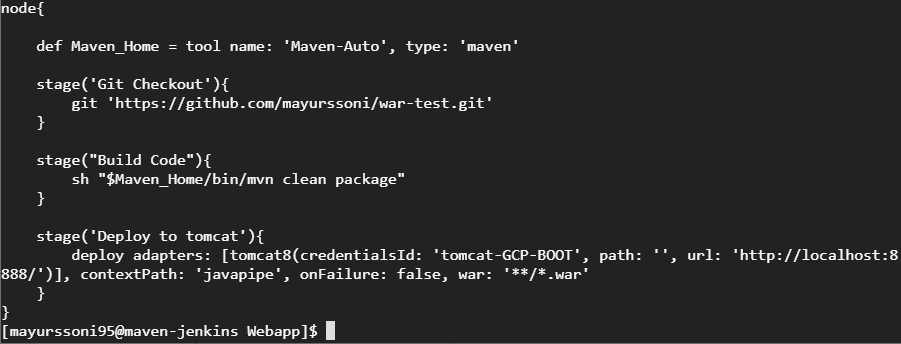 node{
def Maven_Home = tool name: 'Maven-Auto', type: 'maven'
stage('Git Checkout'){
git 'https://github.com/mayurssoni/war-test.git'
}
stage("Build Code"){
sh "$Maven_Home/bin/mvn clean package"
}
stage('Deploy to tomcat'){
deploy adapters: [tomcat8(credentialsId: 'tomcat-GCP-BOOT', path: '', url: 'http://localhost:8
888/')], contextPath: 'javapipe', onFailure: false, war: '**/*.war'
}
}
[mayurssoni95@maven-jenkins Webapp]$